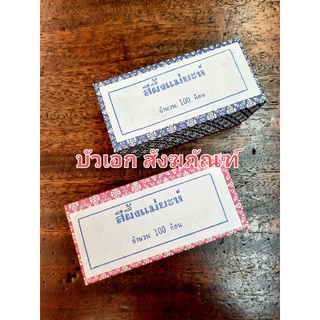 สีผึ้งแม่ยะห์
จำนวน 100 ก้อน
บัวเอก สังฆภัณฑ์
สีผึ้งแม่ยะห์
จำนวน 100 ก้อน